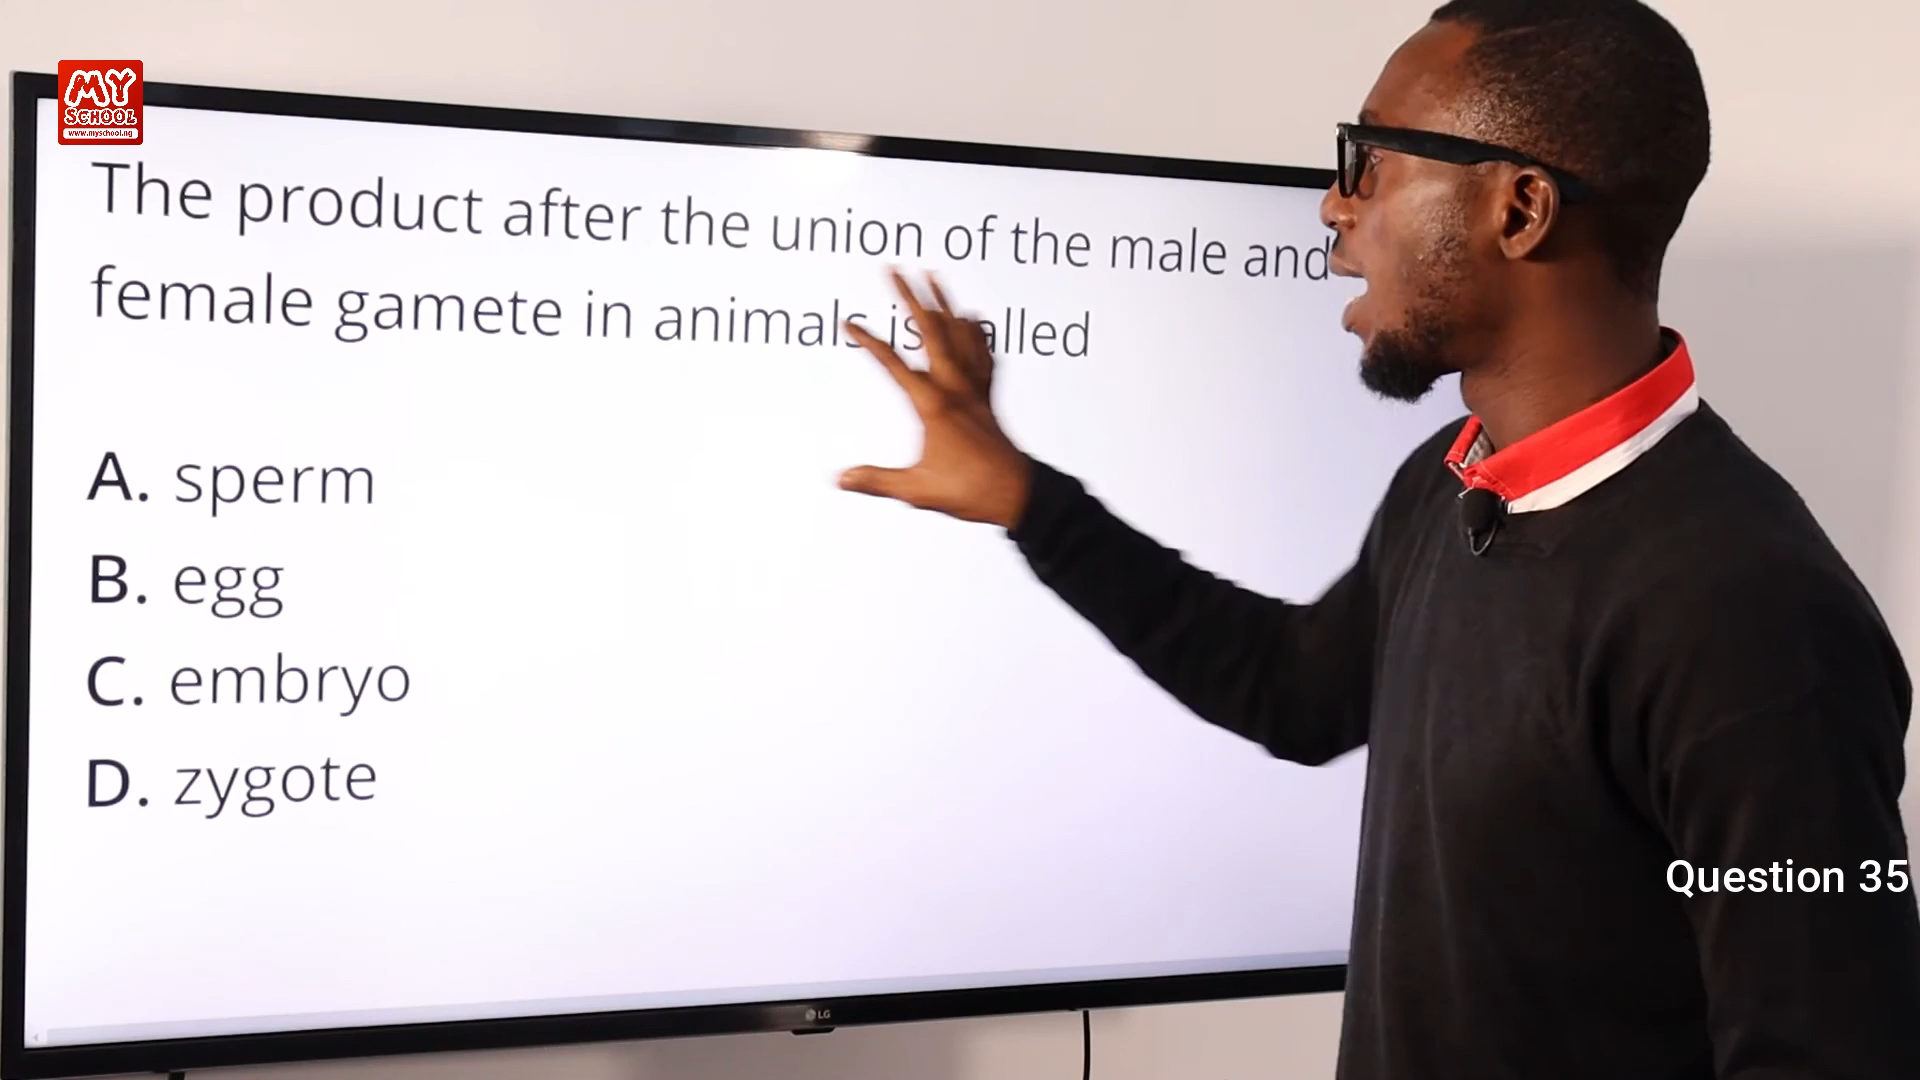 MY
SCHOOL
www.myschool.ng
The product after the union of the male and
female gamete in animals is called
A. sperm
B. egg
C. embryo
D. zygote
Question 35
LG